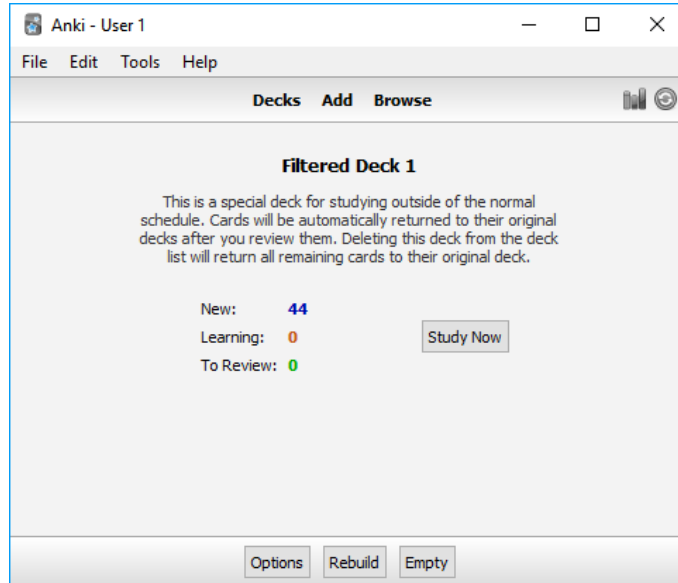 Anki - User 1
File Edit Tools Help
Decks Add Browse
Filtered Deck 1
This is a special deck for studying outside of the normal
schedule. Cards will be automatically returned to their original
decks after you review them. Deleting this deck from the deck
list will return all remaining cards to their original deck.
New: 44
Learning: 0
Study Now
To Review: 0
Options Rebuild Empty